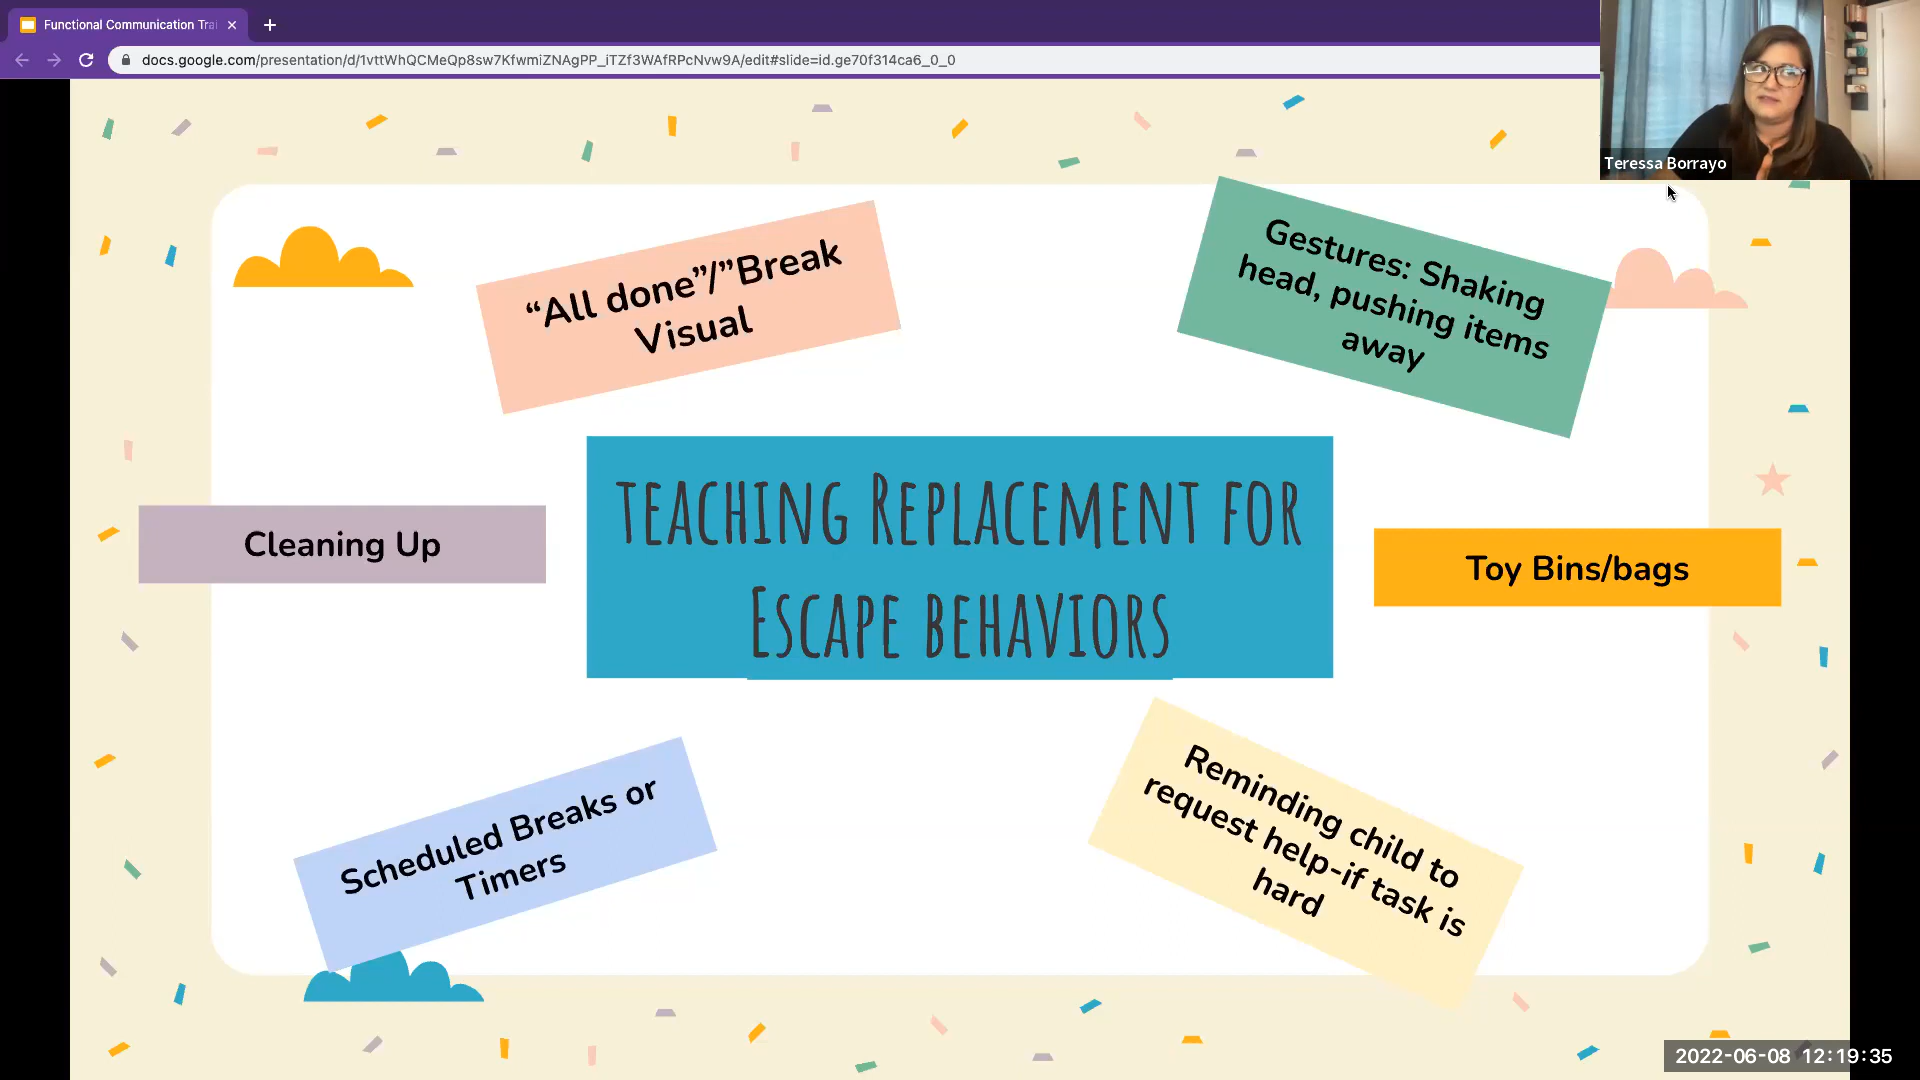 Functional Communication Trai
docs.google.com/presentation/d/1vttWhQCMeQp8sw7KfwmiZNAgPP_iTZf3WAfRPcNvw9A/edit#slide=id.ge70f314ca6_0_0
Teressa Borrayo
“All done”/”Break
Visual
Gestures: Shaking
head, pushing items
away
Cleaning Up
TEACHING REPLACEMENT FOR
ESCAPE BEHAVIORS
Toy Bins/bags
Scheduled Breaks or
Timers
Reminding child to
request help-if task is
hard
2022-06-08 12:19:35